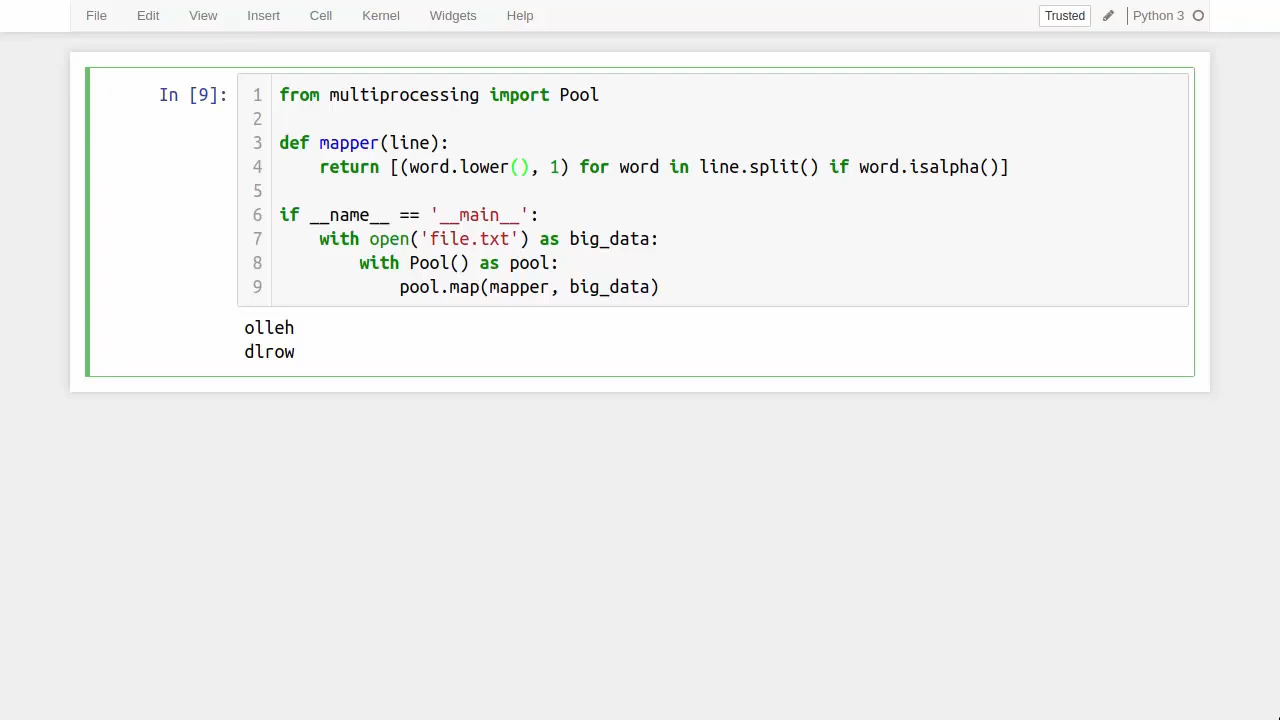 File Edit View Insert Cell Kernel Widgets Help Trusted Python 3
In [9]:
1 from multiprocessing import Pool
2
3 def mapper(line):
4     return [(word.lower(), 1) for word in line.split() if word.isalpha()]
5
6 if __name__ == '__main__':
7     with open('file.txt') as big_data:
8         with Pool() as pool:
9             pool.map(mapper, big_data)
olleh
dlrow